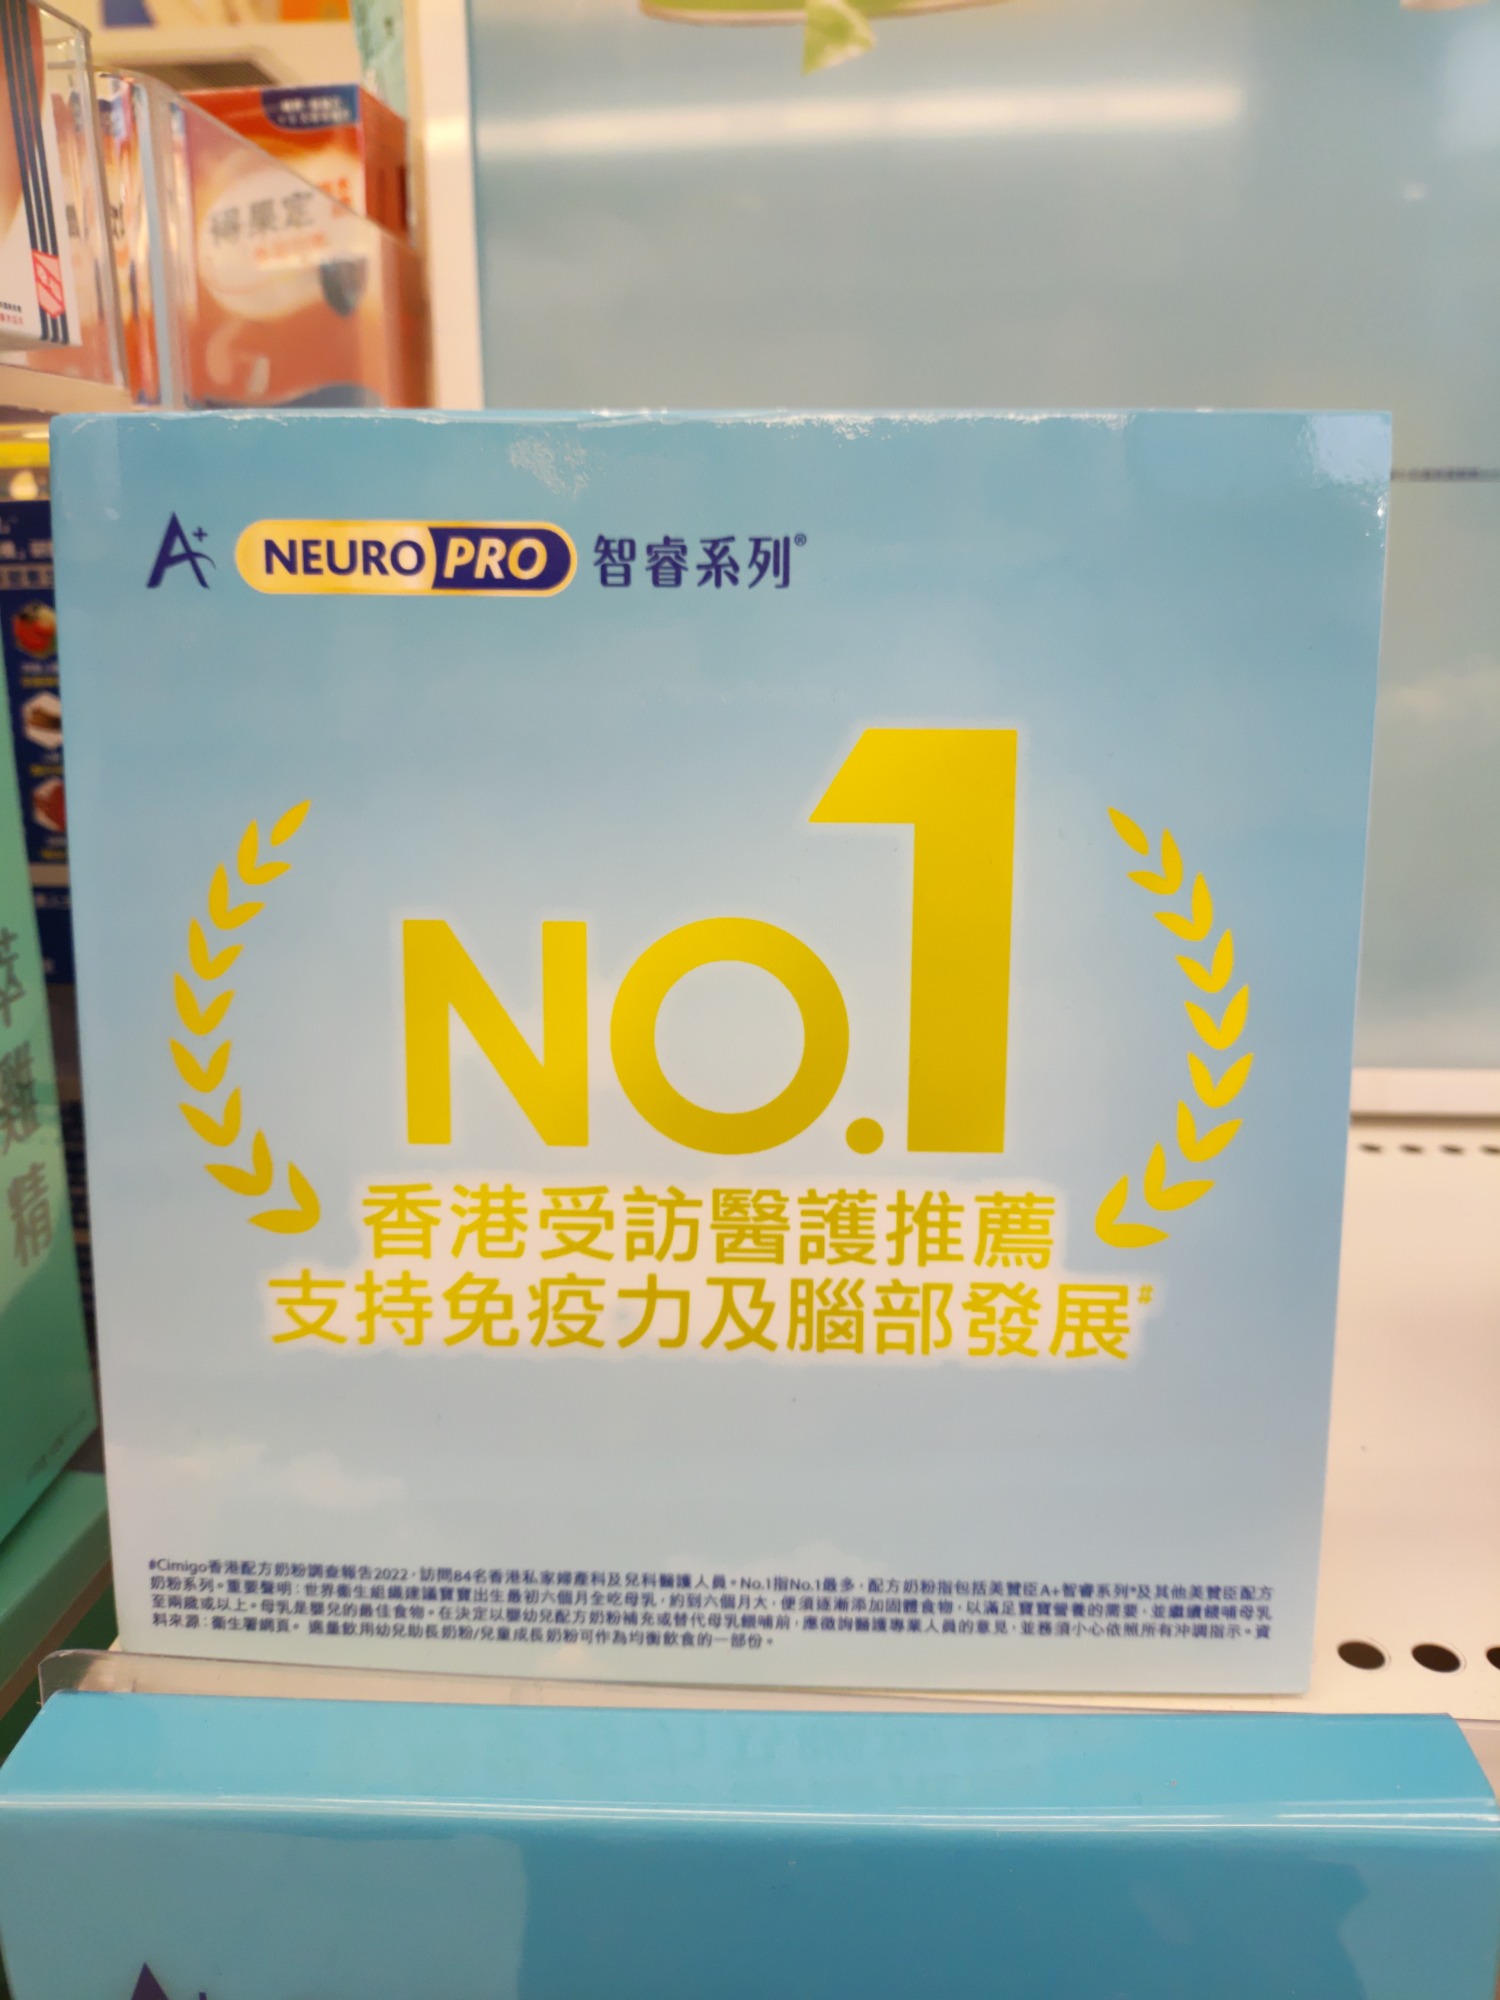 得果定
A+ NEUROPRO 智睿系列®
NO.1
香港受訪醫護推薦
支持免疫力及腦部發展#
#Cimigo香港配方奶粉調查報告2022，訪問84名香港私家婦產科及兒科醫護人員。No.1指No.1最多，配方奶粉指包括美贊臣A+智睿系列®及其他美贊臣配方
奶粉系列。重要聲明：世界衞生組織建議寶寶出生最初六個月全吃母乳，約到六個月大，便須逐漸添加固體食物，以滿足寶寶營養的需要，並繼續餵哺母乳
至兩歲或以上。母乳是嬰兒的最佳食物。在決定以嬰幼兒配方奶粉補充或替代母乳餵哺前，應徵詢醫護專業人員的意見，並務須小心依照所有沖調指示。資
料來源：衞生署網頁。 適量飲用幼兒助長奶粉/兒童成長奶粉可作為均衡飲食的一部份。
萃雞精